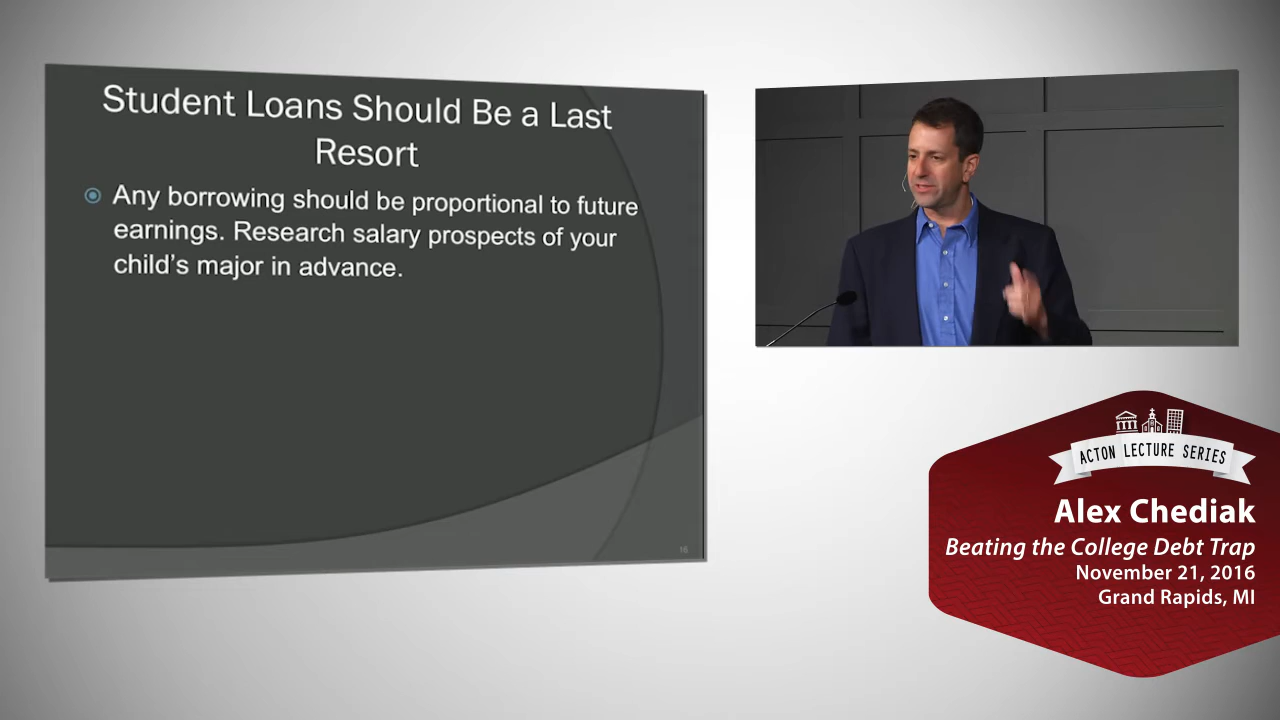 Student Loans Should Be a Last
Resort
Any borrowing should be proportional to future
earnings. Research salary prospects of your
child's major in advance.
16
ACTON LECTURE SERIES
Alex Chediak
Beating the College Debt Trap
November 21, 2016
Grand Rapids, MI